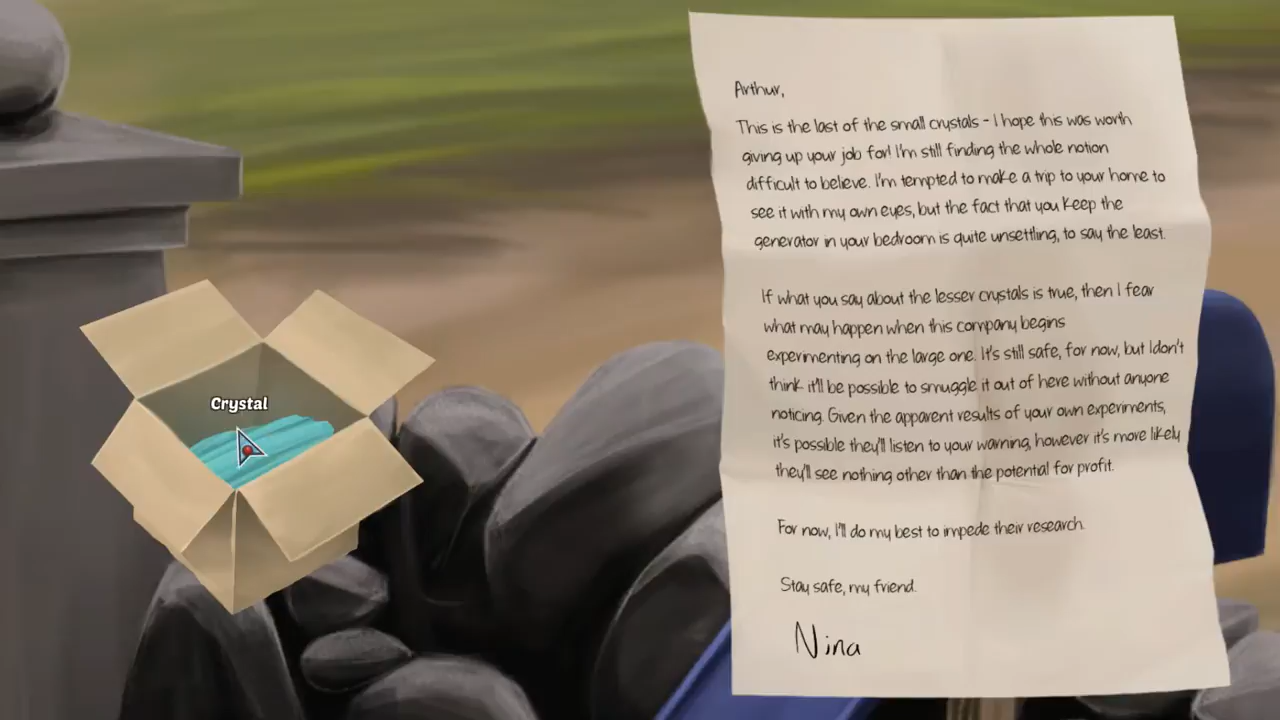 Crystal
Arthur,
This is the last of the small crystals - I hope this was worth
giving up your job for! I'm still finding the whole notion
difficult to believe. I'm tempted to make a trip to your home to
see it with my own eyes, but the fact that you keep the
generator in your bedroom is quite unsettling, to say the least.
If what you say about the lesser crystals is true, then I fear
what may happen when this company begins
experimenting on the large one. It's still safe, for now, but I don't
think it'll be possible to smuggle it out of here without anyone
noticing. Given the apparent results of your own experiments,
it's possible they'll listen to your warning, however it's more likely
they'll see nothing other than the potential for profit.
For now, I'll do my best to impede their research.
Stay safe, my friend.
Nina